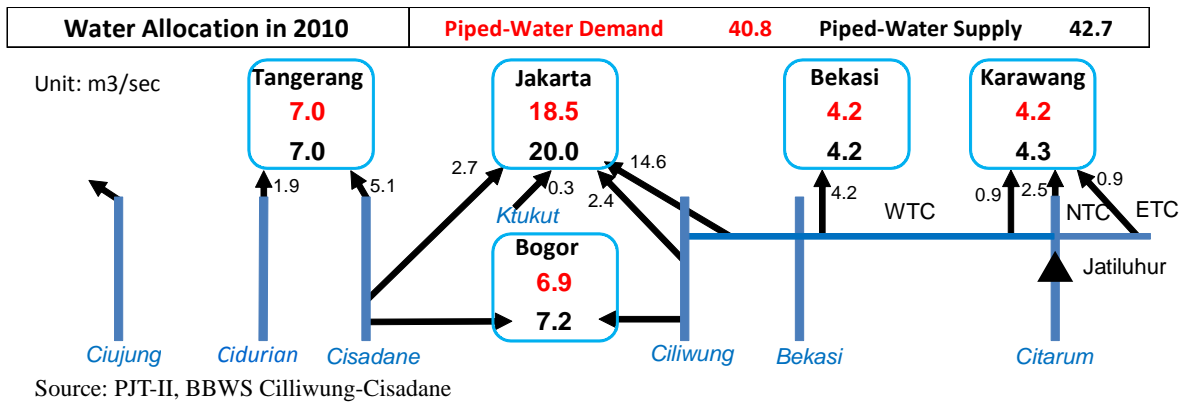 Water Allocation in 2010 Piped-Water Demand 40.8 Piped-Water Supply 42.7
Unit: m3/sec
Tangerang
7.0
7.0
Jakarta
18.5
20.0
Bekasi
4.2
4.2
Karawang
4.2
4.3
1.9
5.1
2.7
0.3
2.4
14.6
4.2
0.9
2.5
0.9
Ktukut
WTC
NTC
ETC
Bogor
6.9
7.2
Jatiluhur
Ciujung
Cidurian
Cisadane
Ciliwung
Bekasi
Citarum
Source: PJT-II, BBWS Cilliwung-Cisadane